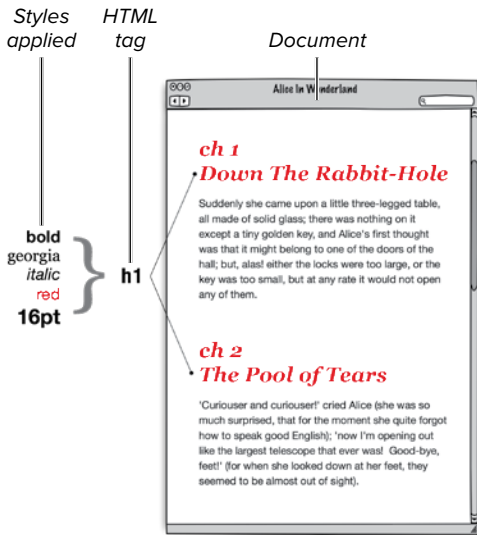 Styles applied
HTML tag
Document
Alice In Wonderland
bold
georgia
italic
red
16pt
h1
ch 1
Down The Rabbit-Hole
Suddenly she came upon a little three-legged table,
all made of solid glass; there was nothing on it
except a tiny golden key, and Alice's first thought
was that it might belong to one of the doors of the
hall; but, alas! either the locks were too large, or the
key was too small, but at any rate it would not open
any of them.
ch 2
The Pool of Tears
'Curiouser and curiouser!' cried Alice (she was so
much surprised, that for the moment she quite forgot
how to speak good English); 'now I'm opening out
like the largest telescope that ever was! Good-bye,
feet!' (for when she looked down at her feet, they
seemed to be almost out of sight).